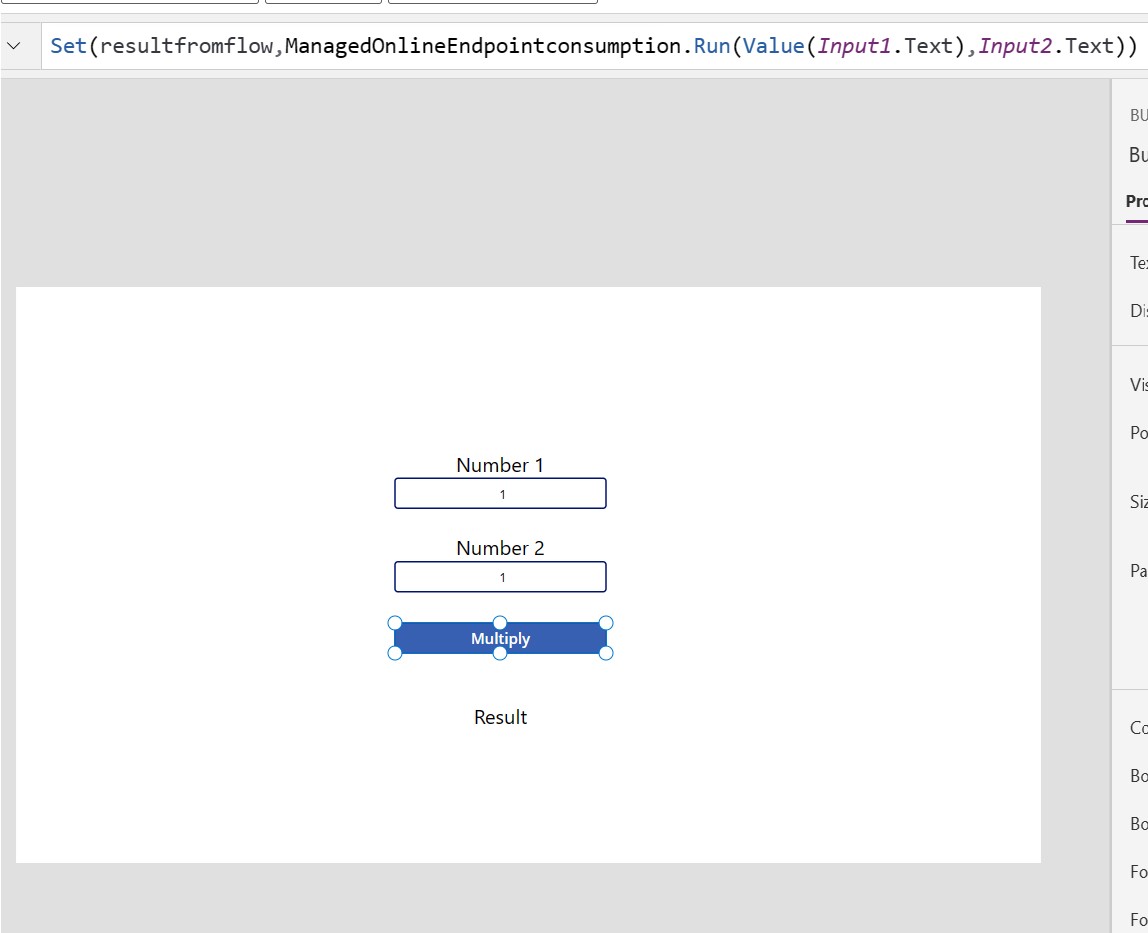 Set(resultfromflow,ManagedOnlineEndpointconsumption.Run(Value(Input1.Text),Input2.Text))
BU
Bu
Pro
Te
Dis
Vis
Po
Siz
Pa
Number 1
1
Number 2
1
Multiply
Result
Co
Bo
Bo
Fo
Fo